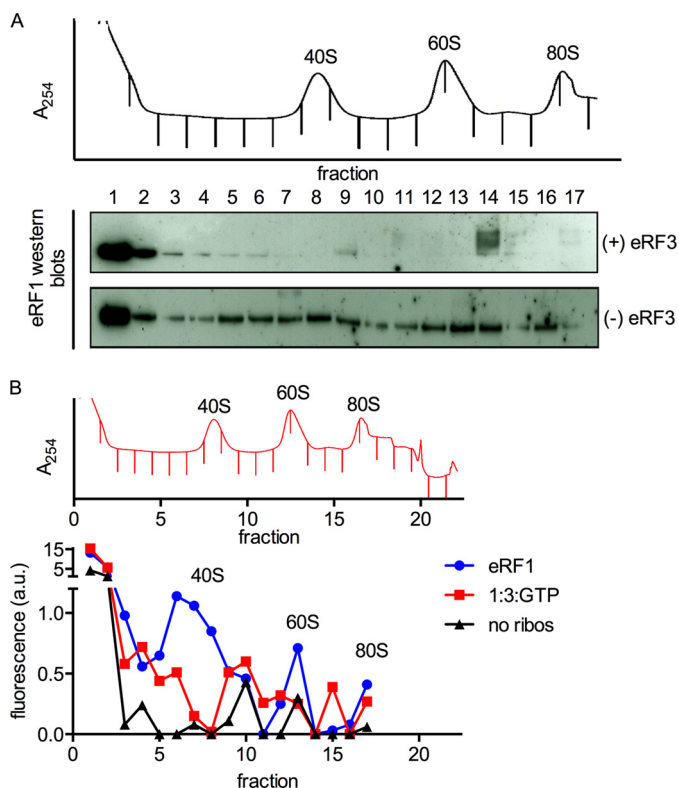 A
40S
60S
80S
A254
fraction
1 2 3 4 5 6 7 8 9 10 11 12 13 14 15 16 17
eRF1 western
blots
(+) eRF3
(-) eRF3
B
40S
60S
80S
A254
0 5 10 15 20
fraction
15
5
1.0
0.5
0.0
fluorescence (a.u.)
40S
60S
80S
eRF1
1:3:GTP
no ribos
0 5 10 15 20
fraction